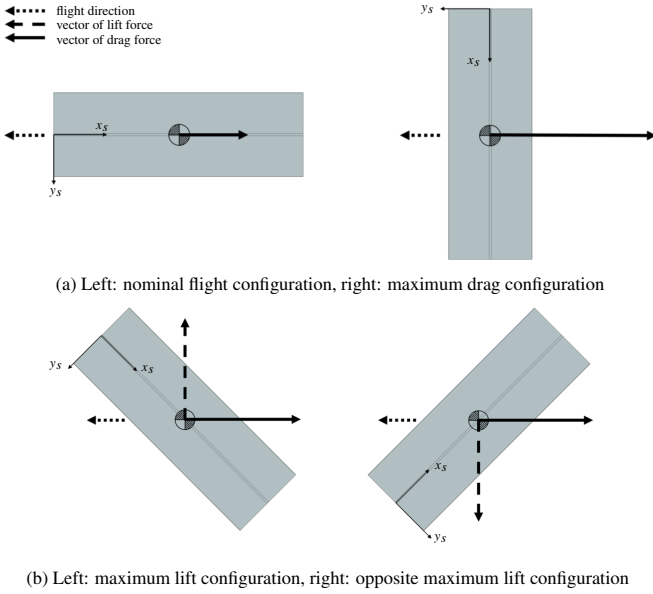 flight direction
vector of lift force
vector of drag force
xs
ys
ys
xs
(a) Left: nominal flight configuration, right: maximum drag configuration
ys
xs
xs
ys
(b) Left: maximum lift configuration, right: opposite maximum lift configuration